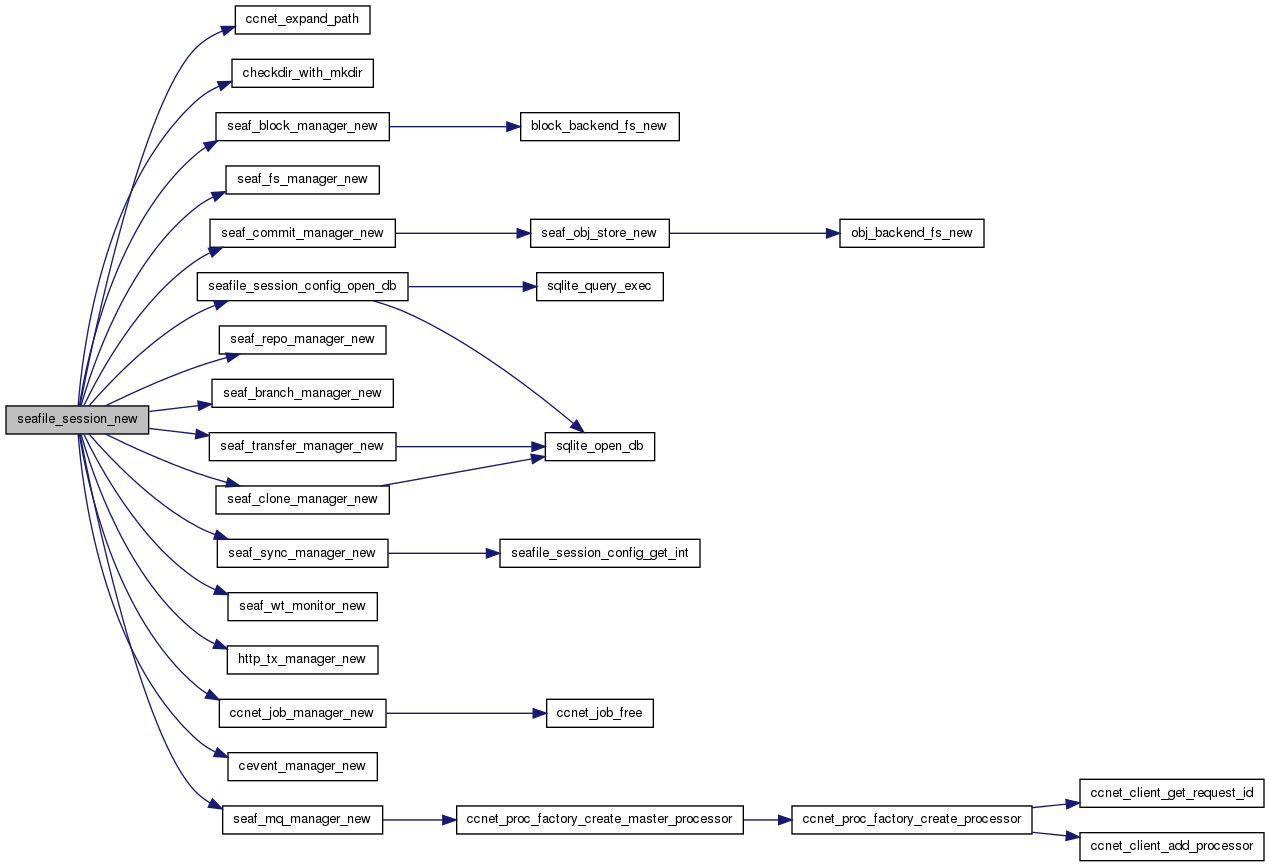 ccnet_expand_path
checkdir_with_mkdir
seaf_block_manager_new
block_backend_fs_new
seaf_fs_manager_new
seaf_commit_manager_new
seaf_obj_store_new
obj_backend_fs_new
seafile_session_config_open_db
sqlite_query_exec
seaf_repo_manager_new
seaf_branch_manager_new
seafile_session_new
seaf_transfer_manager_new
sqlite_open_db
seaf_clone_manager_new
seaf_sync_manager_new
seafile_session_config_get_int
seaf_wt_monitor_new
http_tx_manager_new
ccnet_job_manager_new
ccnet_job_free
cevent_manager_new
ccnet_client_get_request_id
seaf_mq_manager_new
ccnet_proc_factory_create_master_processor
ccnet_proc_factory_create_processor
ccnet_client_add_processor